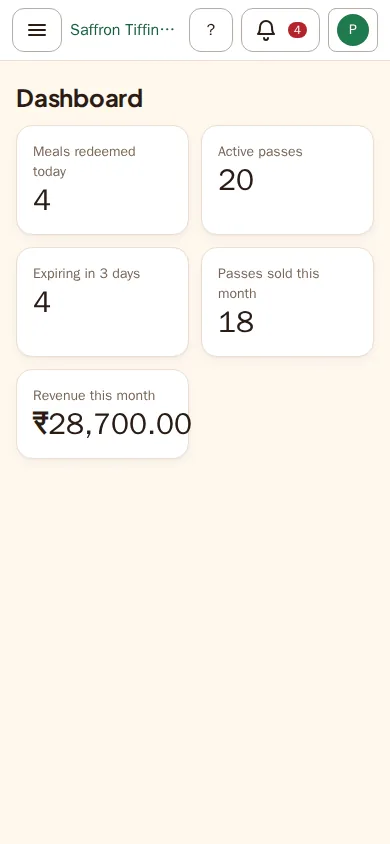 Saffron Tiffin⋯
?
4
P
Dashboard
Meals redeemed
today
4
Active passes
20
Expiring in 3 days
4
Passes sold this
month
18
Revenue this month
₹28,700.00